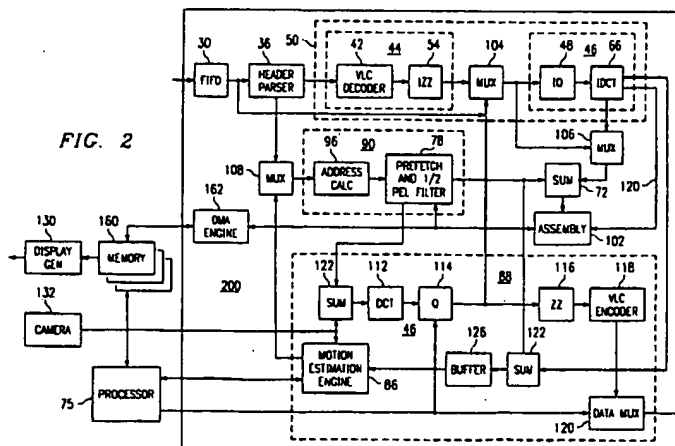 50 42 44 54 104 48 46 66
30 36
FIFO HEADER PARSER VLC DECODER IZZ MUX IQ IDCT
FIG. 2
96 90 78 106
108 MUX
MUX ADDRESS CALC PREFETCH AND 1/2 PEL FILTER SUM 120
162 72
130 160
DISPLAY GEN MEMORY DMA ENGINE ASSEMBLY
102
122 112 114 88 116 118
132 200 SUM DCT Q ZZ VLC ENCODER
CAMERA 46 126 122
MOTION ESTIMATION ENGINE BUFFER SUM
PROCESSOR 86
75 DATA MUX
120